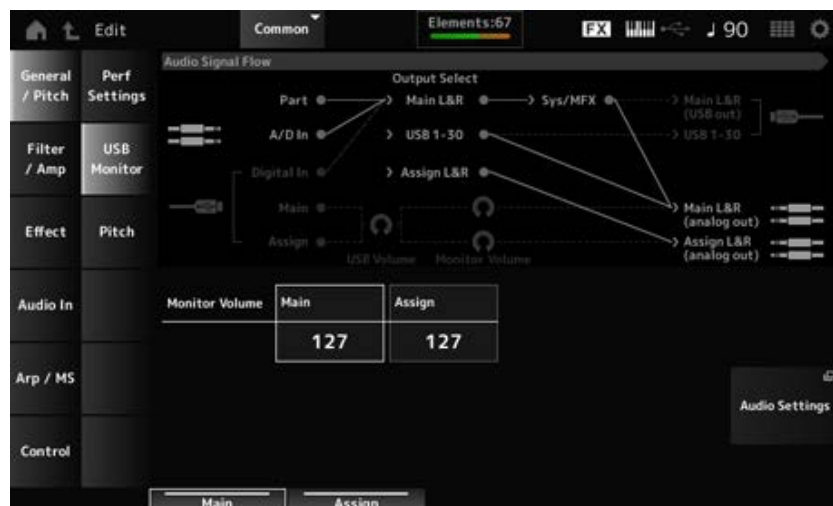 Edit
Common
Elements:67
FX
90
General / Pitch
Perf Settings
Filter / Amp
USB Monitor
Effect
Pitch
Audio In
Arp / MS
Control
Audio Signal Flow
Output Select
Part
Main L&R
Sys/MFX
Main L&R (USB out)
A/D In
USB 1-30
USB 1-30
Digital In
Assign L&R
Main
Main L&R (analog out)
Assign
Assign L&R (analog out)
USB Volume
Monitor Volume
Monitor Volume
Main
Assign
127
127
Audio Settings
Main
Assign